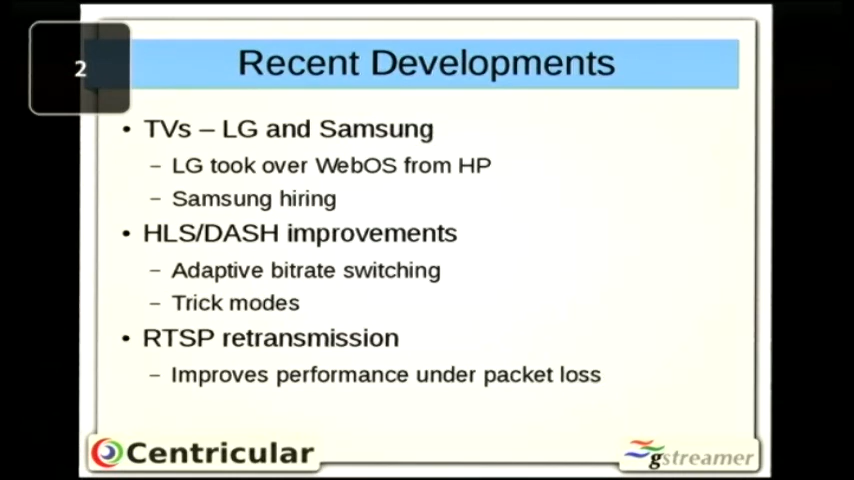 2
Recent Developments
• TVs – LG and Samsung
– LG took over WebOS from HP
– Samsung hiring
• HLS/DASH improvements
– Adaptive bitrate switching
– Trick modes
• RTSP retransmission
– Improves performance under packet loss
Centricular
gstreamer